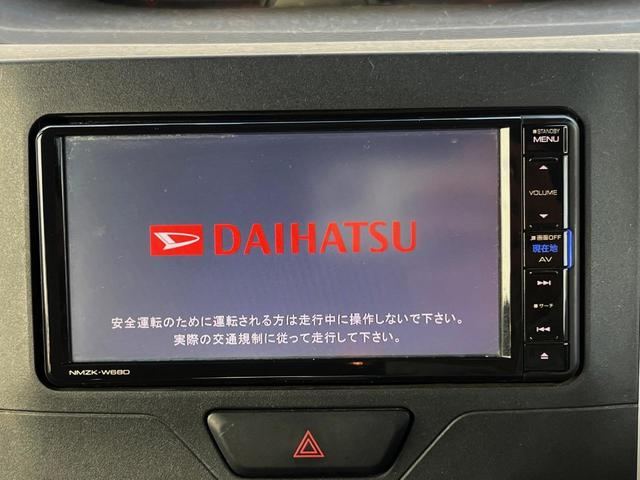 STANDBY
MENU
VOLUME
画面OFF
現在地
AV
サーチ
DAIHATSU
安全運転のために運転される方は走行中に操作しないで下さい。
実際の交通規制に従って走行して下さい。
NMZK-W68D